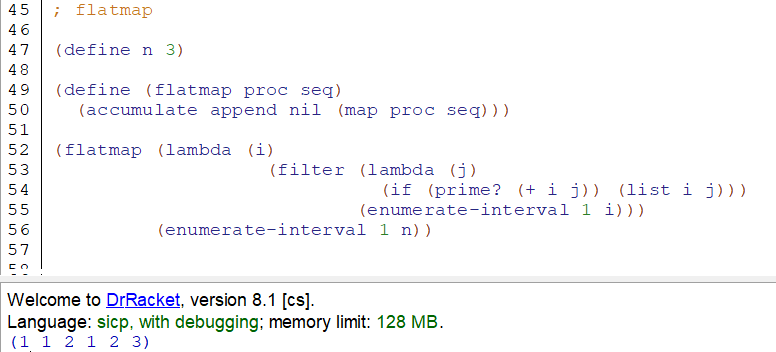 45 ; flatmap
46
47 (define n 3)
48
49 (define (flatmap proc seq)
50 (accumulate append nil (map proc seq)))
51
52 (flatmap (lambda (i)
53 (filter (lambda (j)
54 (if (prime? (+ i j)) (list i j)))
55 (enumerate-interval 1 i)))
56 (enumerate-interval 1 n))
57
Welcome to DrRacket, version 8.1 [cs].
Language: sicp, with debugging; memory limit: 128 MB.
(1 1 2 1 2 3)